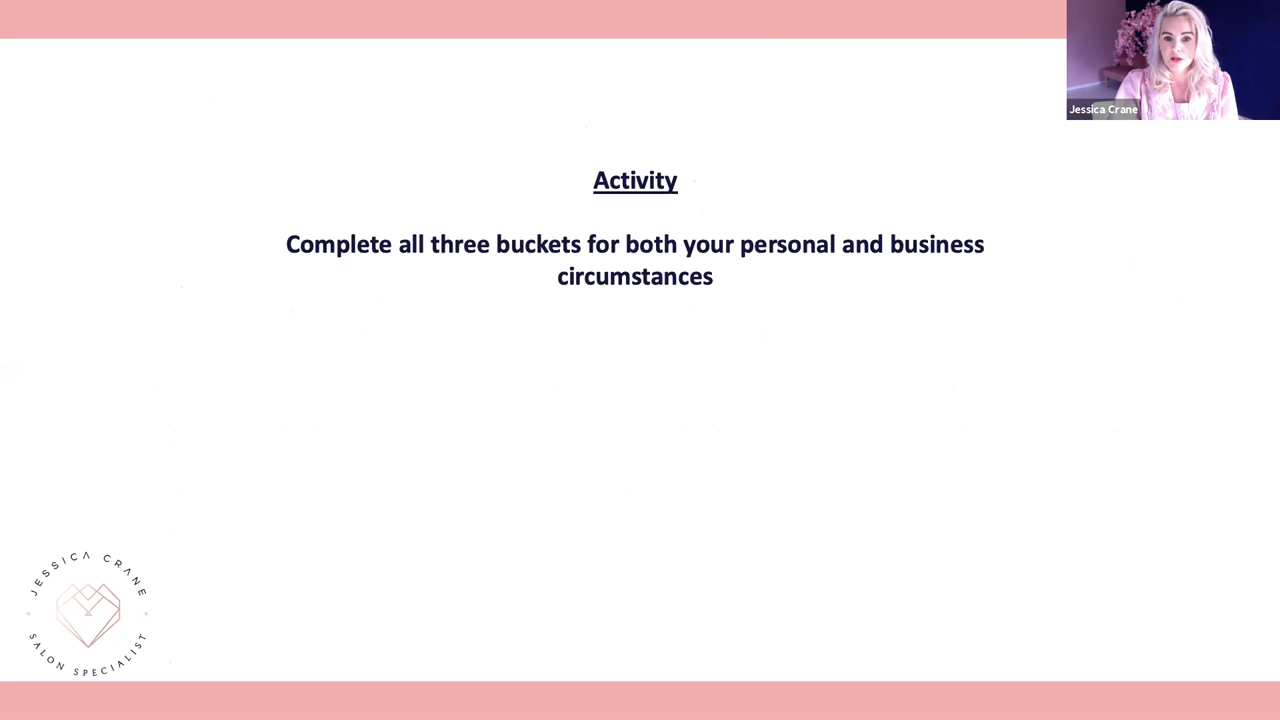 Jessica Crane
Activity
Complete all three buckets for both your personal and business
circumstances
JESSICA CRANE
SALON SPECIALIST